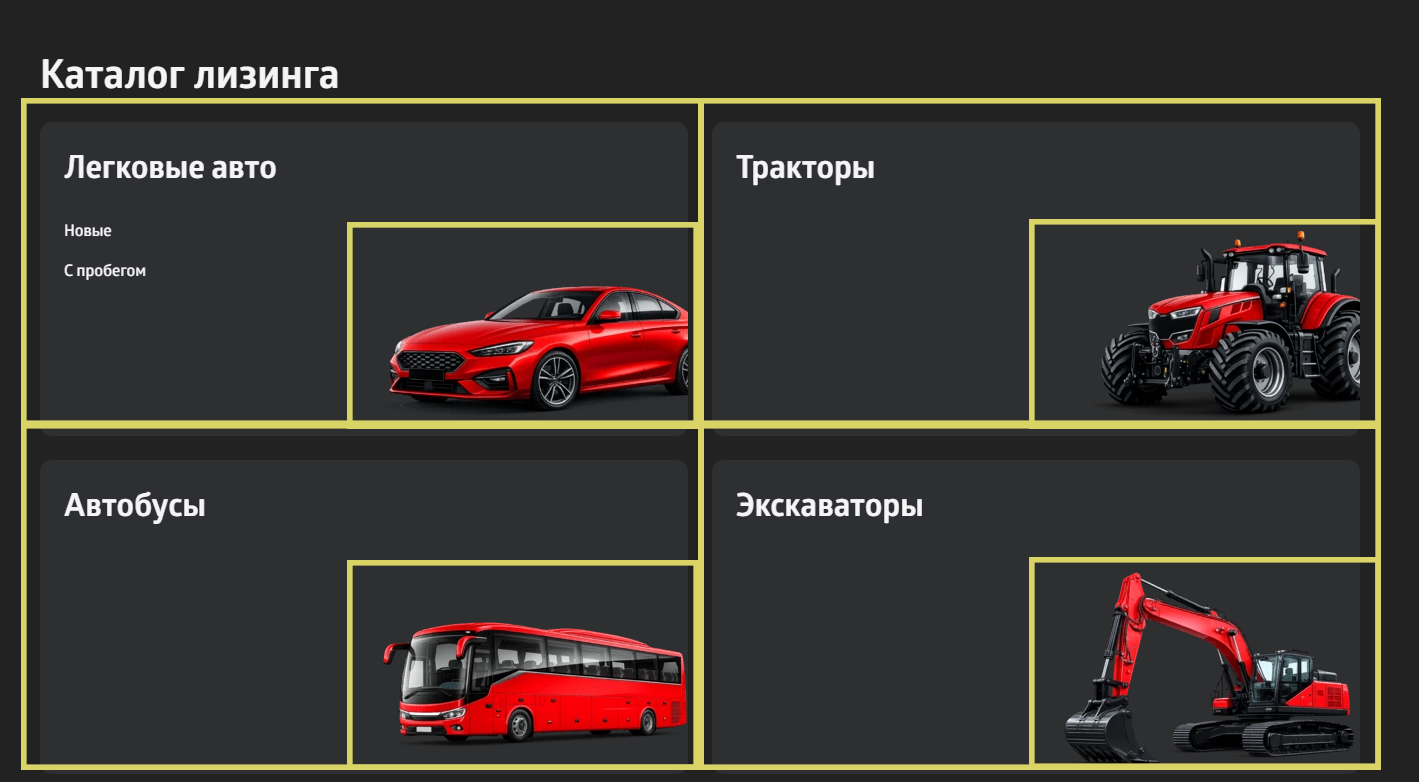 Каталог лизинга
Легковые авто
Новые
С пробегом
Тракторы
Автобусы
Экскаваторы